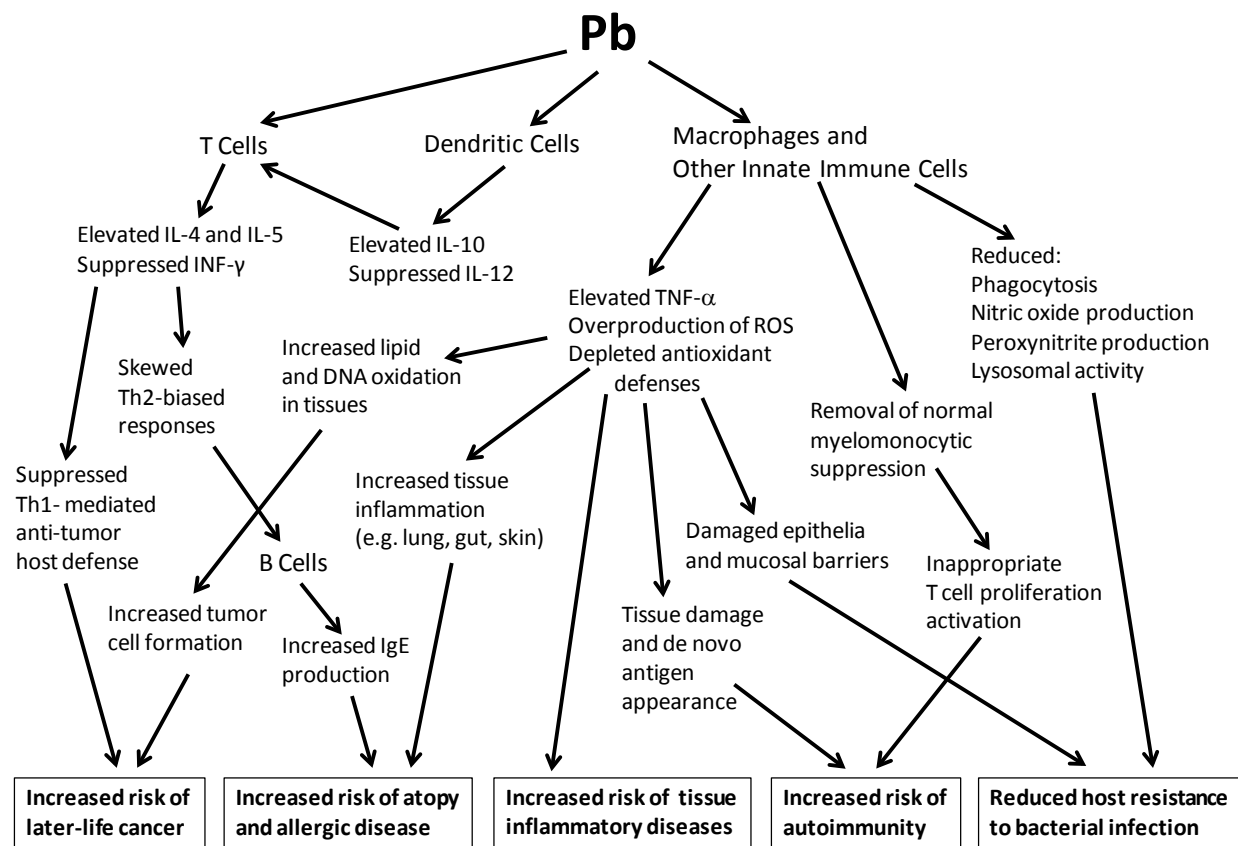 Pb
T Cells
Dendritic Cells
Macrophages and
Other Innate Immune Cells
Elevated IL-4 and IL-5
Suppressed INF-γ
Elevated IL-10
Suppressed IL-12
Reduced:
Phagocytosis
Nitric oxide production
Peroxynitrite production
Lysosomal activity
Elevated TNF-α
Overproduction of ROS
Depleted antioxidant
defenses
Increased lipid
and DNA oxidation
in tissues
Skewed
Th2-biased
responses
Removal of normal
myelomonocytic
suppression
Suppressed
Th1- mediated
anti-tumor
host defense
Increased tissue
inflammation
(e.g. lung, gut, skin)
Damaged epithelia
and mucosal barriers
B Cells
Inappropriate
T cell proliferation
activation
Increased tumor
cell formation
Increased IgE
production
Tissue damage
and de novo
antigen
appearance
Increased risk of
later-life cancer
Increased risk of atopy
and allergic disease
Increased risk of tissue
inflammatory diseases
Increased risk of
autoimmunity
Reduced host resistance
to bacterial infection